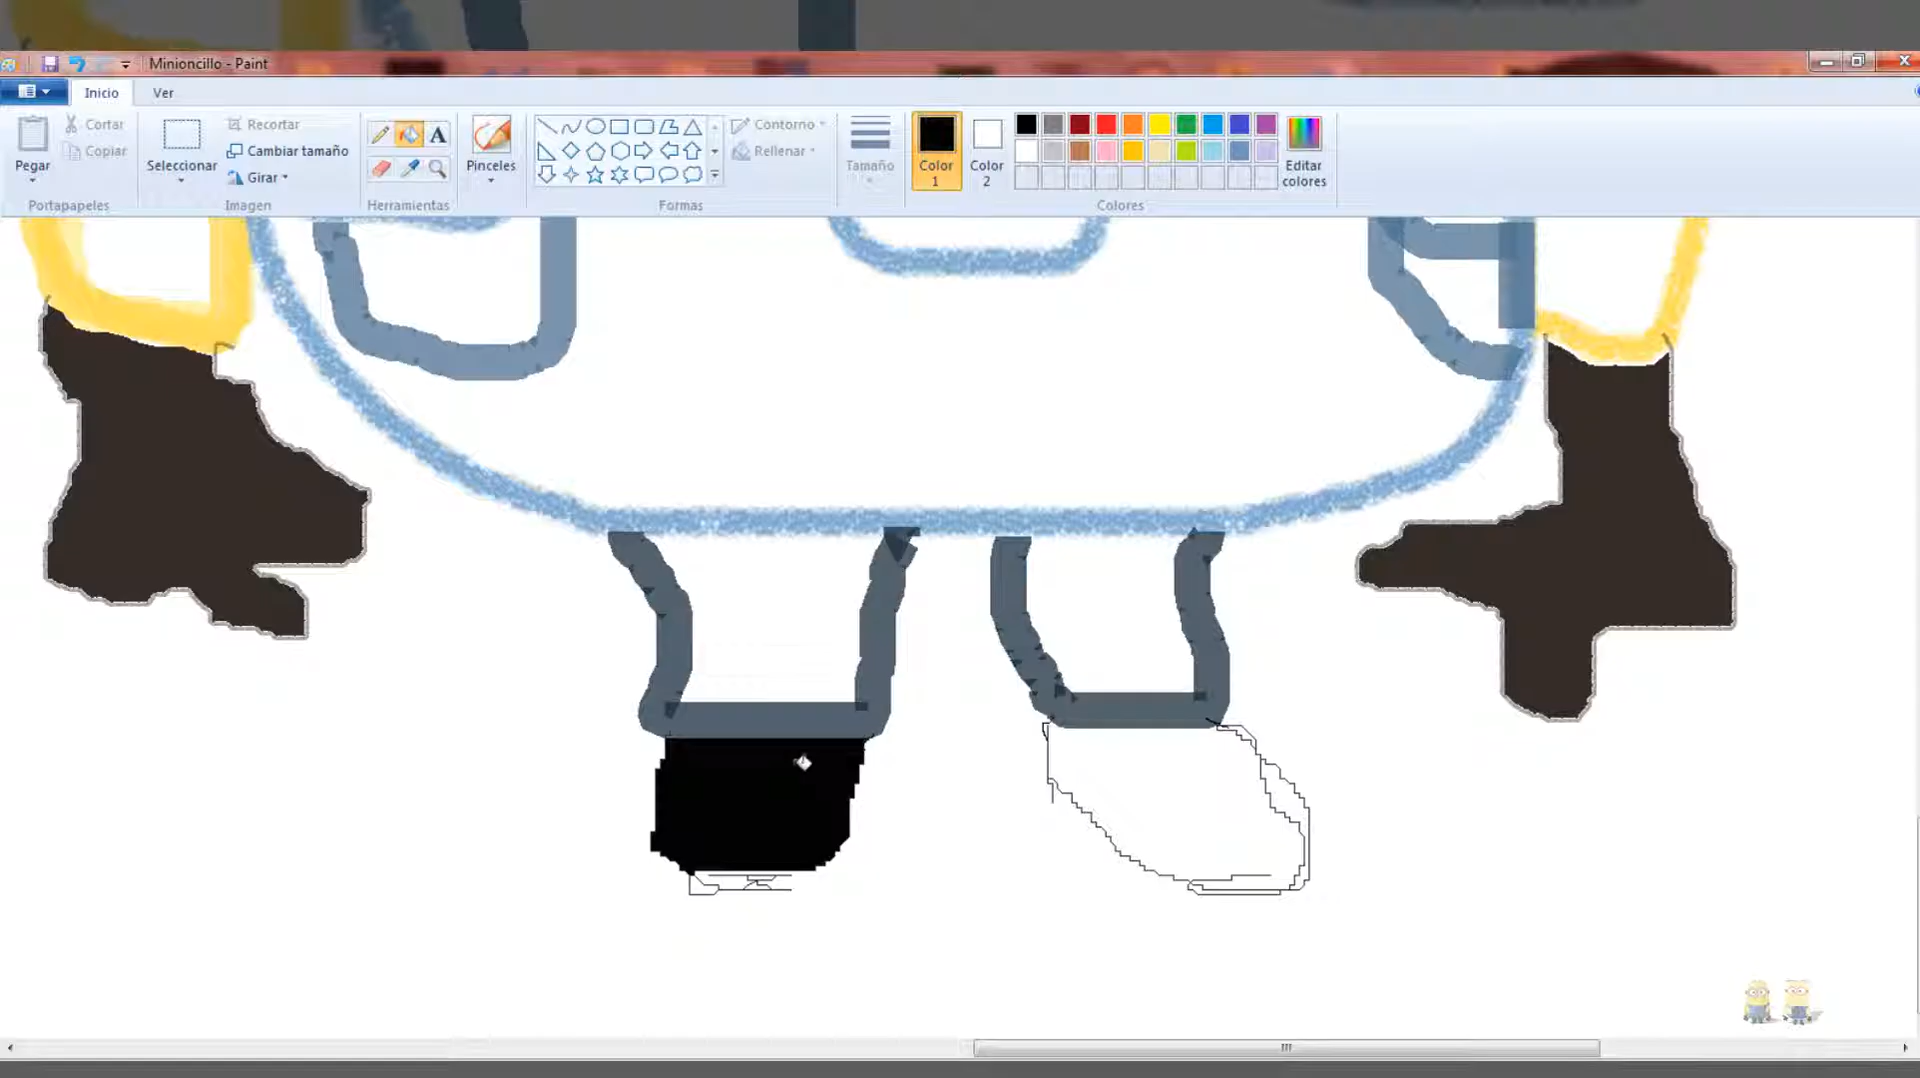 Minioncillo - Paint
Inicio Ver
Pegar
Cortar
Copiar
Portapapeles
Seleccionar
Recortar
Cambiar tamaño
Girar
Imagen
A
Herramientas
Pinceles
Contorno
Rellenar
Formas
Tamaño
Color
1
Color
2
Editar
colores
Colores